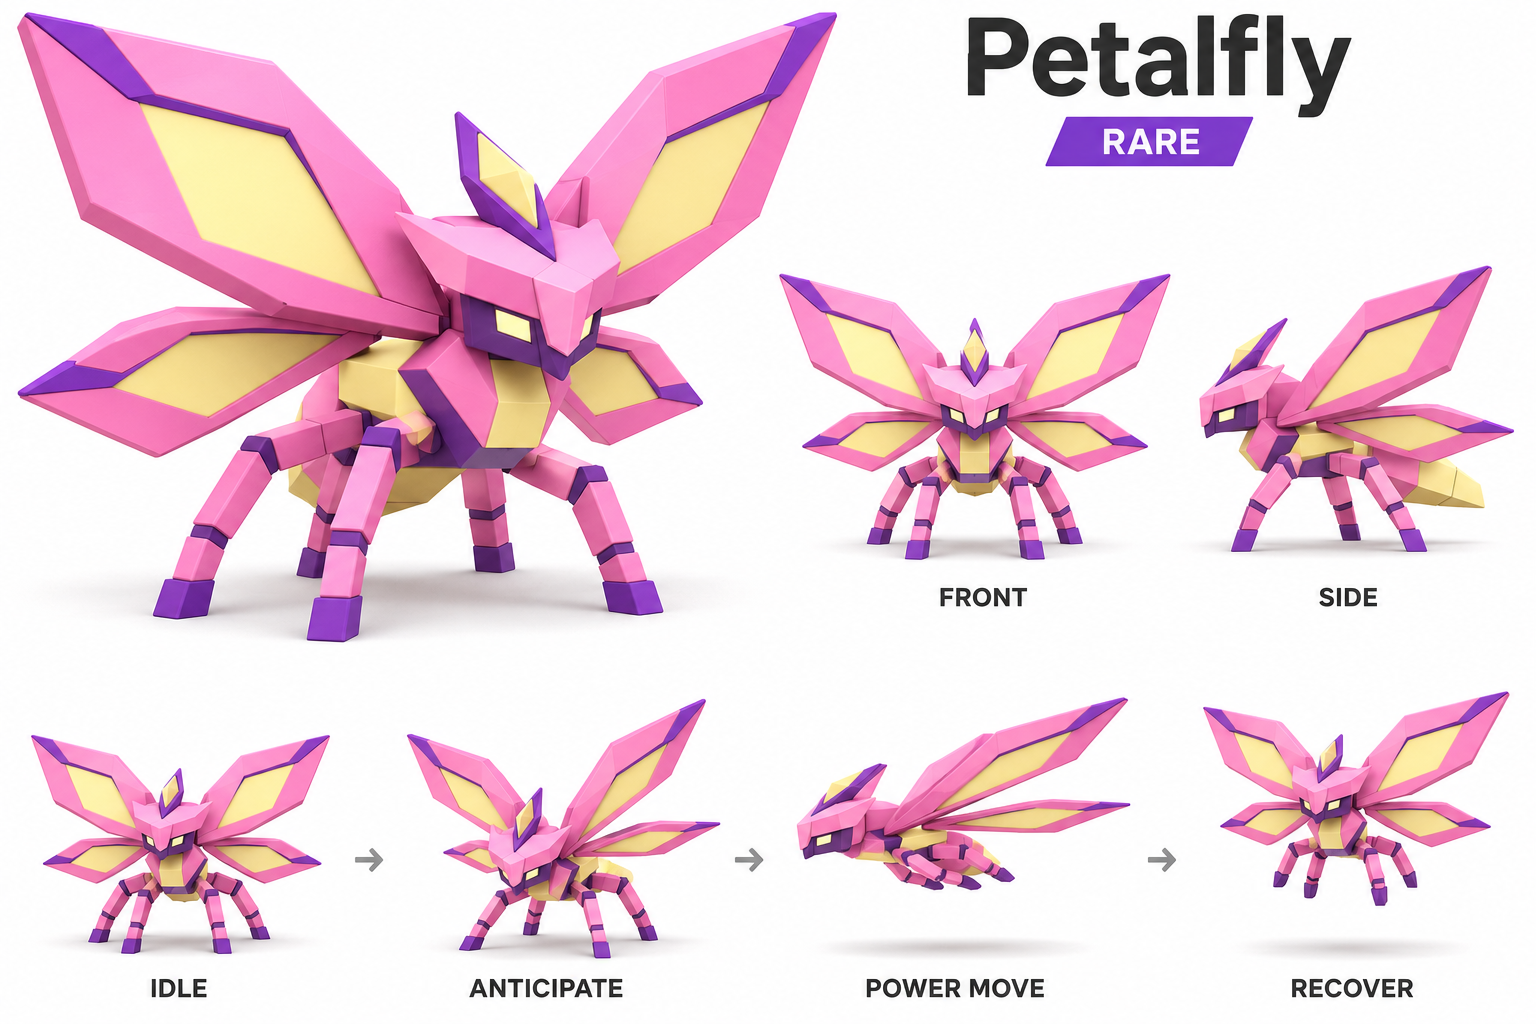 Petalfly
RARE
FRONT
SIDE
IDLE
ANTICIPATE
POWER MOVE
RECOVER